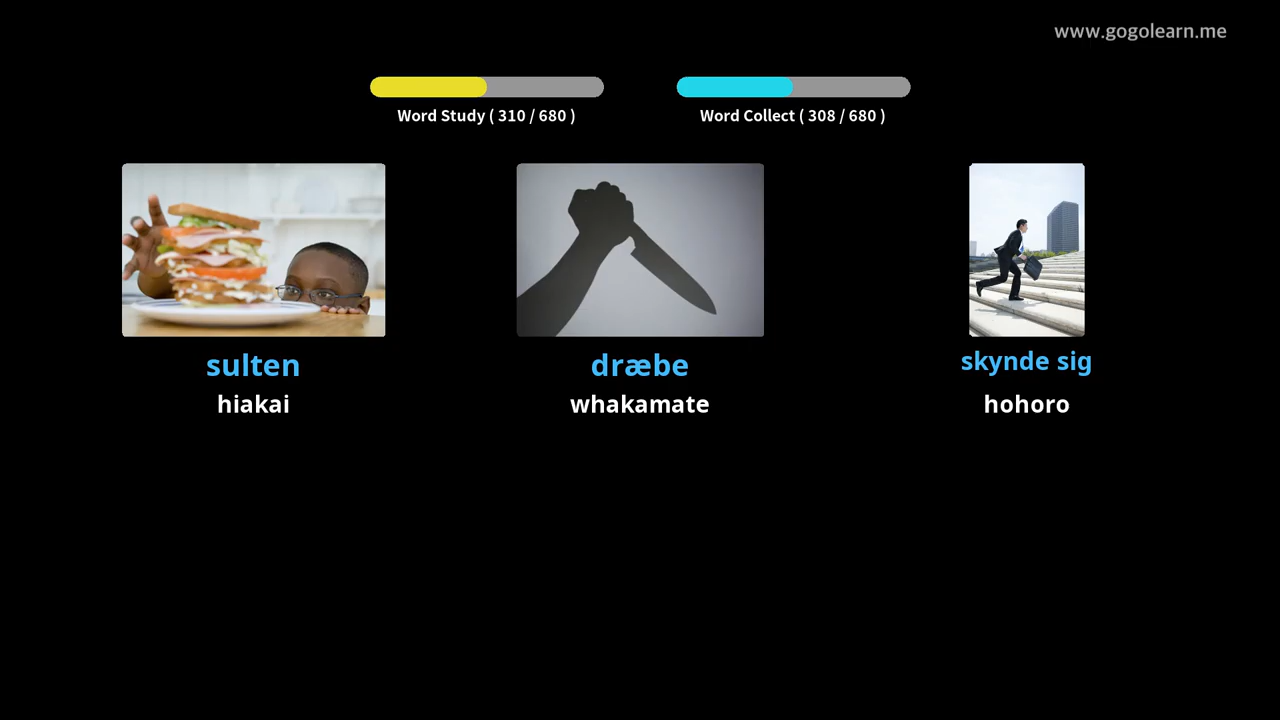 www.gogolearn.me
Word Study ( 310 / 680 )
Word Collect ( 308 / 680 )
sulten
dræbe
skynde sig
hiakai
whakamate
hohoro